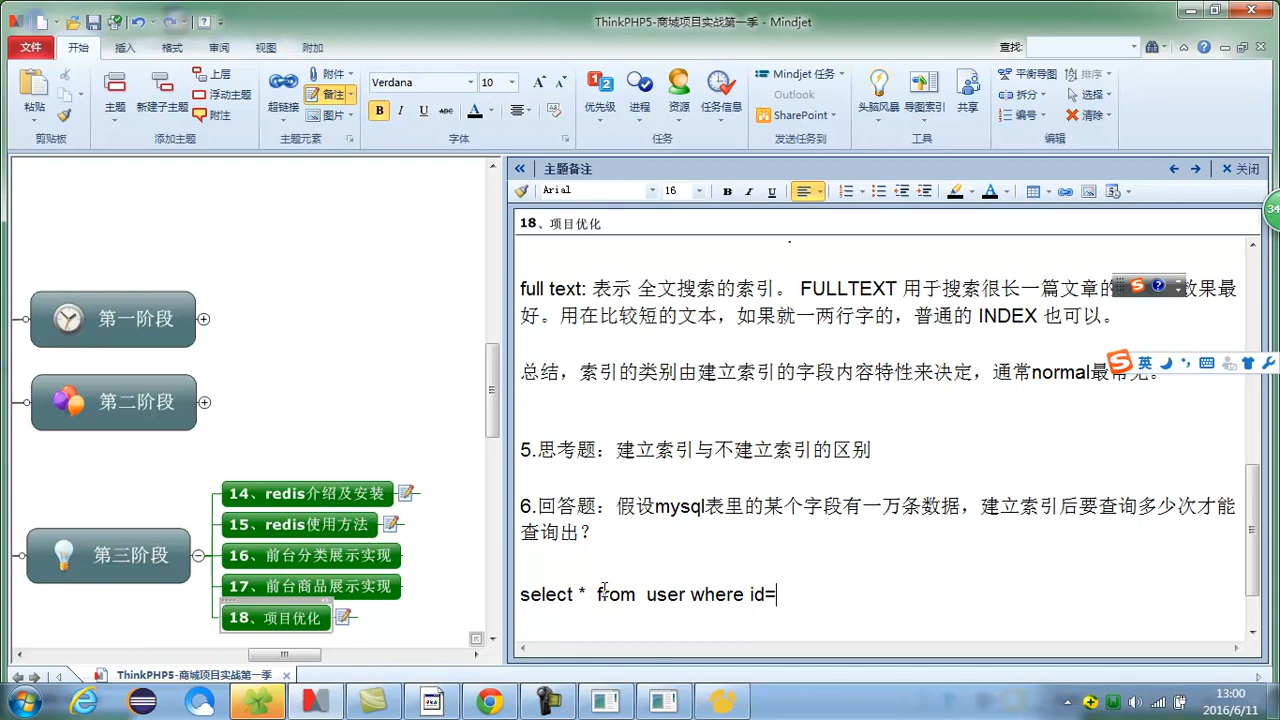 ThinkPHP5-商城项目实战第一季 - Mindjet
文件 开始 插入 格式 审阅 视图 附加 查找:
粘贴
剪贴板
主题 新建子主题 上层 浮动主题 附注
添加主题
超链接 附件 备注 图片
主题元素
Verdana 10
B I U abc A
字体
优先级 进程 资源 任务信息
任务
Mindjet 任务
Outlook
SharePoint
发送任务到
头脑风暴 导图索引 共享
工具
平衡导图 排序
拆分 选择
编号 清除
编辑
主题备注 关闭
Arial 16 B I U
18、项目优化
full text: 表示 全文搜索的索引。 FULLTEXT 用于搜索很长一篇文章的 效果最
好。用在比较短的文本，如果就一两行字的，普通的 INDEX 也可以。
总结，索引的类别由建立索引的字段内容特性来决定，通常normal最常见。
英
5.思考题：建立索引与不建立索引的区别
6.回答题：假设mysql表里的某个字段有一万条数据，建立索引后要查询多少次才能
查询出？
select * from user where id=
第一阶段
第二阶段
第三阶段
14、redis介绍及安装
15、redis使用方法
16、前台分类展示实现
17、前台商品展示实现
18、项目优化
ThinkPHP5-商城项目实战第一季
34
13:00
2016/6/11